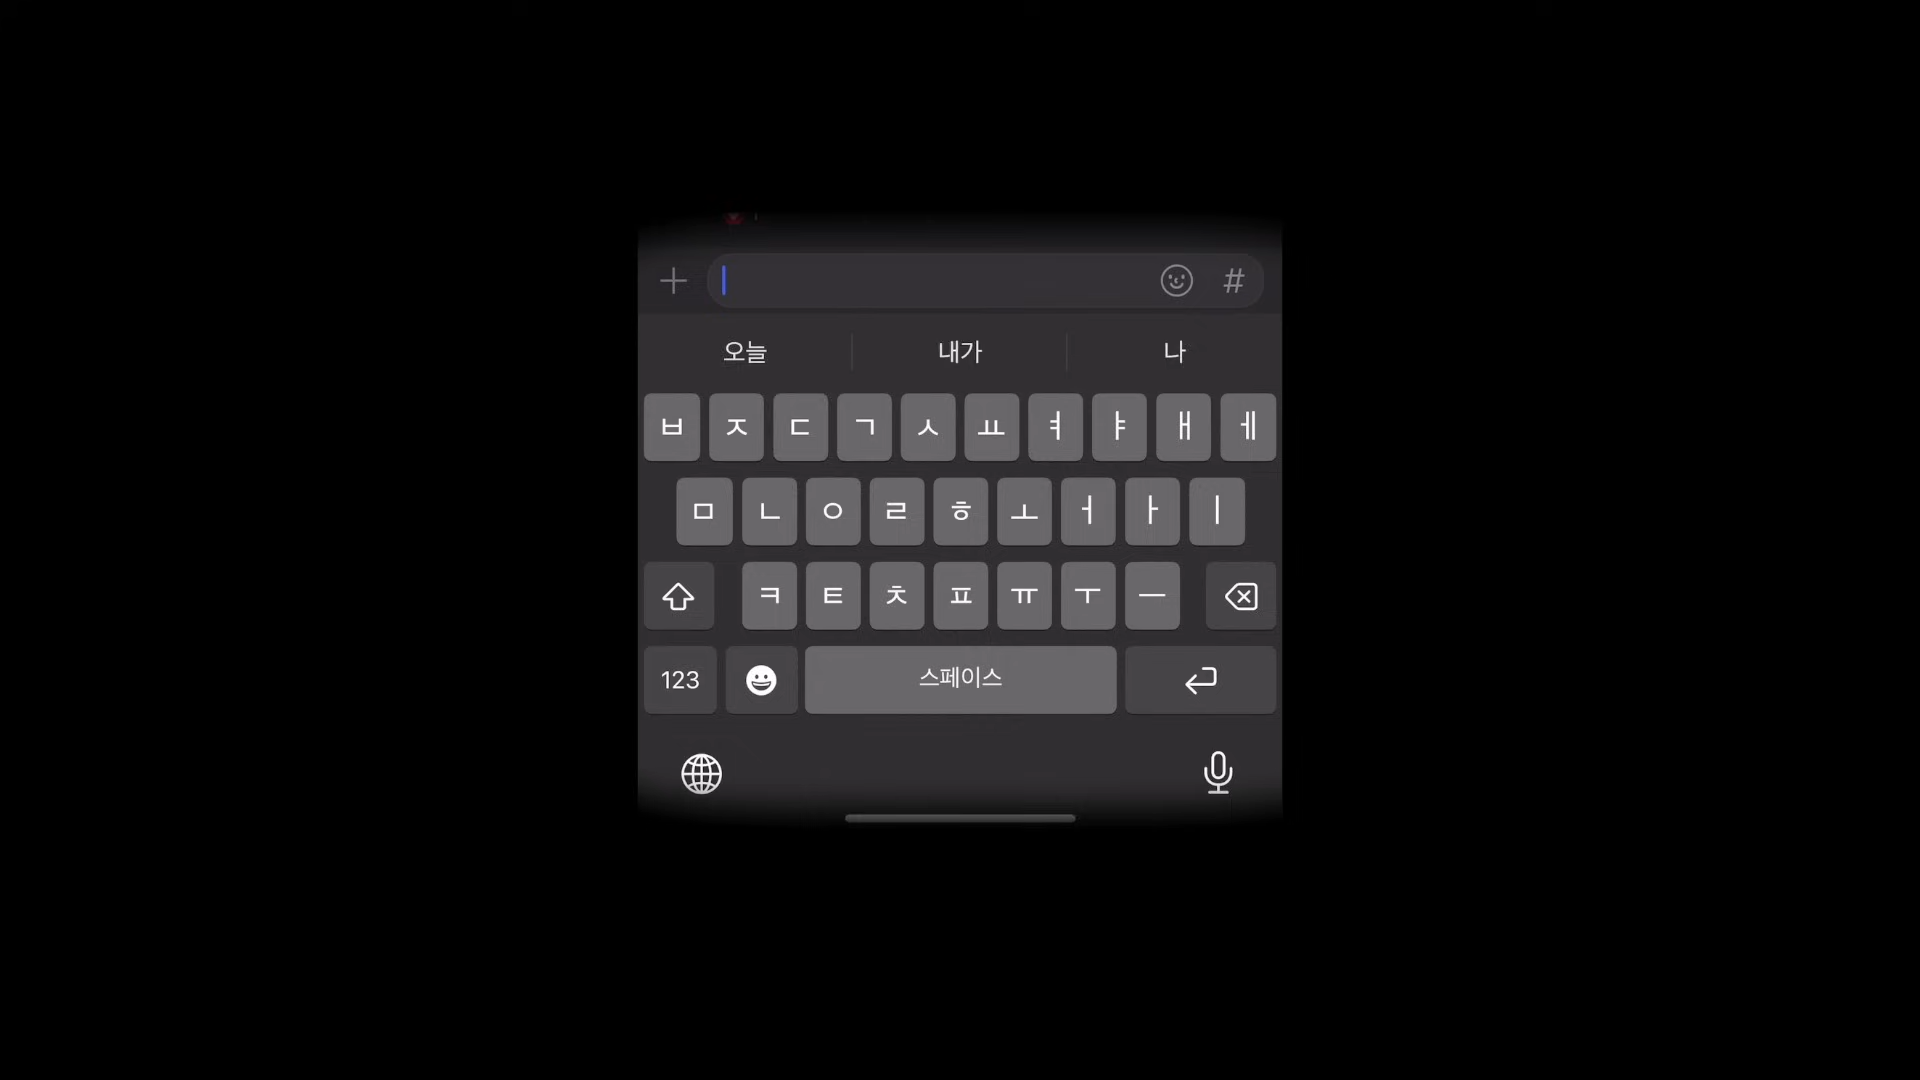 #
오늘 내가 나
ㅂ ㅈ ㄷ ㄱ ㅅ ㅛ ㅕ ㅑ ㅐ ㅔ
ㅁ ㄴ ㅇ ㄹ ㅎ ㅗ ㅓ ㅏ ㅣ
ㅋ ㅌ ㅊ ㅍ ㅠ ㅜ ㅡ
123 스페이스